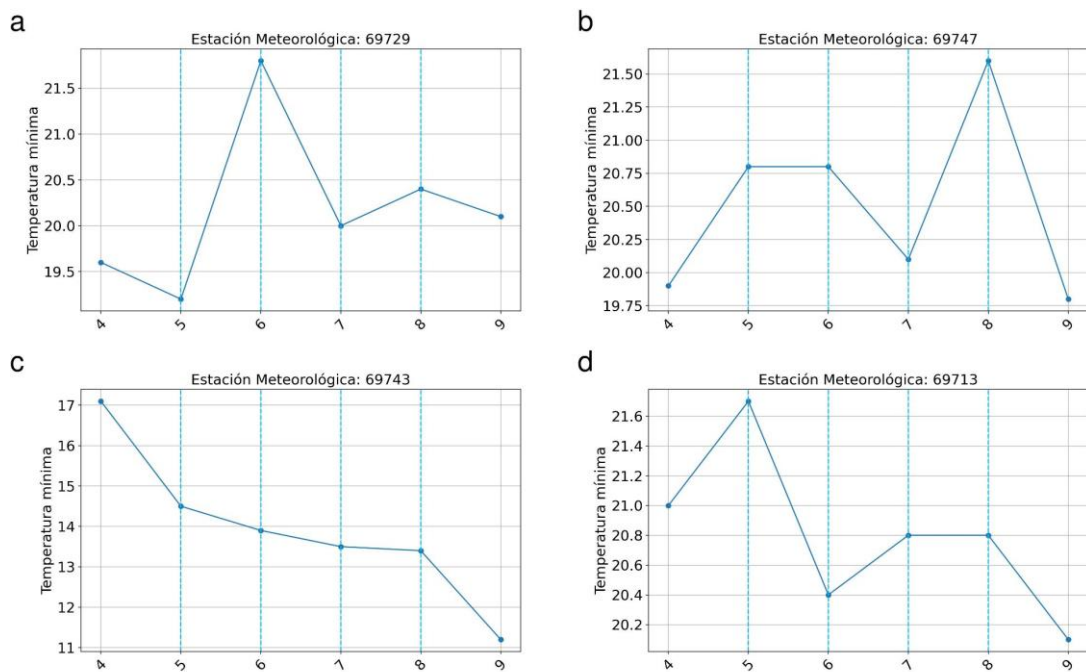 a
Estación Meteorológica: 69729
Temperatura mínima
21.5
21.0
20.5
20.0
19.5
4 5 6 7 8 9
b
Estación Meteorológica: 69747
Temperatura mínima
21.50
21.25
21.00
20.75
20.50
20.25
20.00
19.75
4 5 6 7 8 9
c
Estación Meteorológica: 69743
Temperatura mínima
17
16
15
14
13
12
11
4 5 6 7 8 9
d
Estación Meteorológica: 69713
Temperatura mínima
21.6
21.4
21.2
21.0
20.8
20.6
20.4
20.2
4 5 6 7 8 9